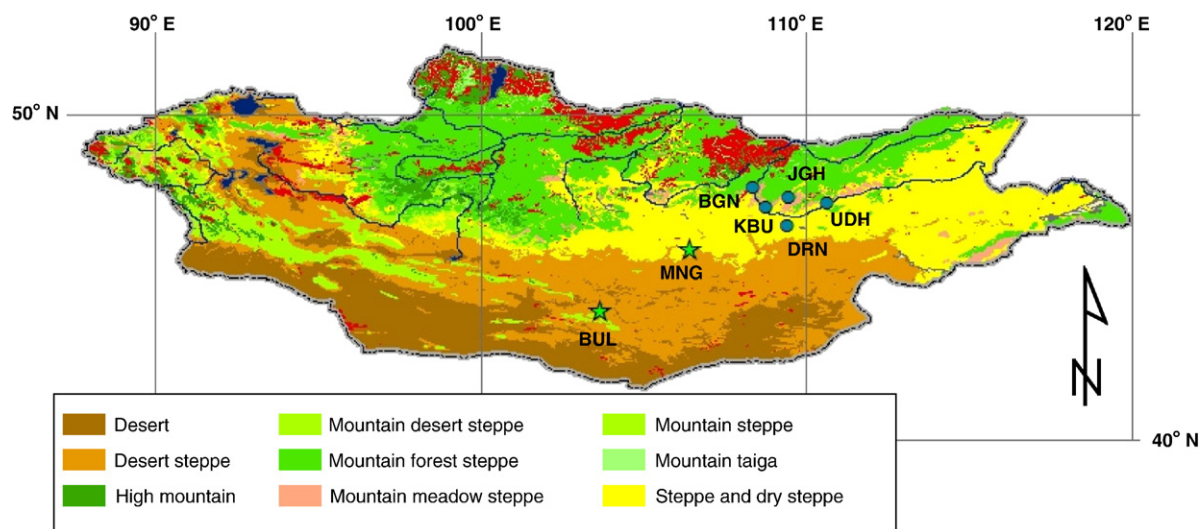 90° E 100° E 110° E 120° E
50° N
JGH
BGN
UDH
KBU
DRN
MNG
BUL
N
40° N
Desert Mountain desert steppe Mountain steppe
Desert steppe Mountain forest steppe Mountain taiga
High mountain Mountain meadow steppe Steppe and dry steppe